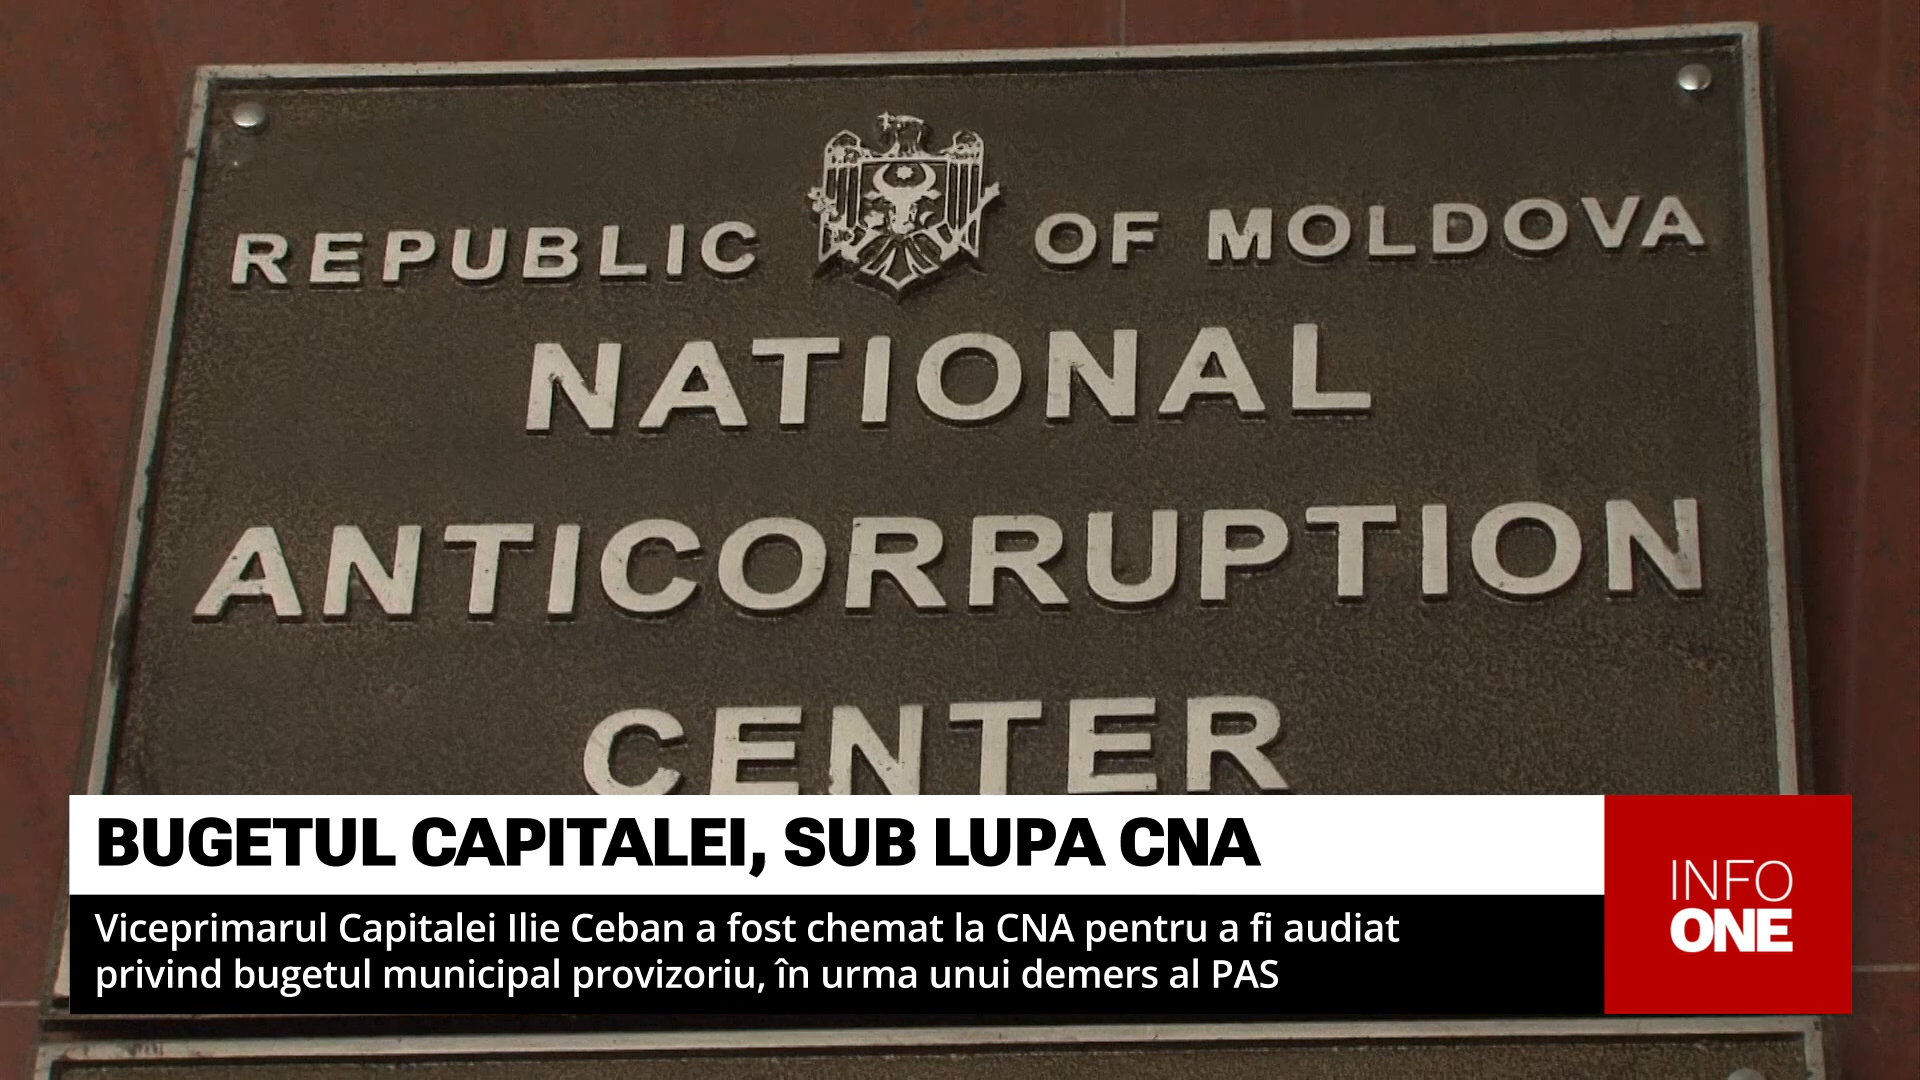 REPUBLIC OF MOLDOVA
NATIONAL
ANTICORRUPTION
CENTER
BUGETUL CAPITALEI, SUB LUPA CNA
Viceprimarul Capitalei Ilie Ceban a fost chemat la CNA pentru a fi audiat
privind bugetul municipal provizoriu, în urma unui demers al PAS
INFO
ONE